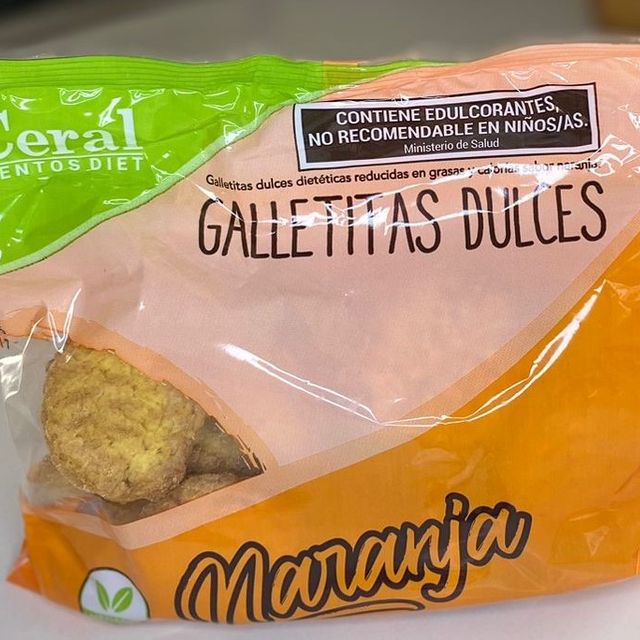 Ceral
ENTOS DIET
CONTIENE EDULCORANTES,
NO RECOMENDABLE EN NIÑOS/AS.
Ministerio de Salud
Galletitas dulces dietéticas reducidas en grasas y calorías sabor naranja.
GALLETITAS DULCES
Naranja